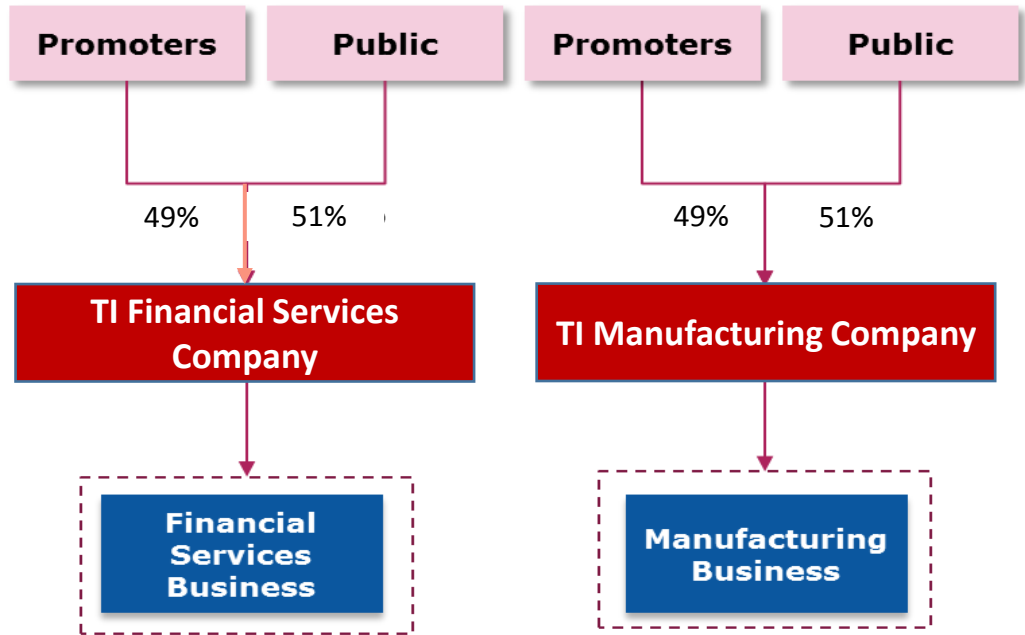 Promoters
Public
Promoters
Public
49%
51%
49%
51%
TI Financial Services
Company
TI Manufacturing Company
Financial
Services
Business
Manufacturing
Business